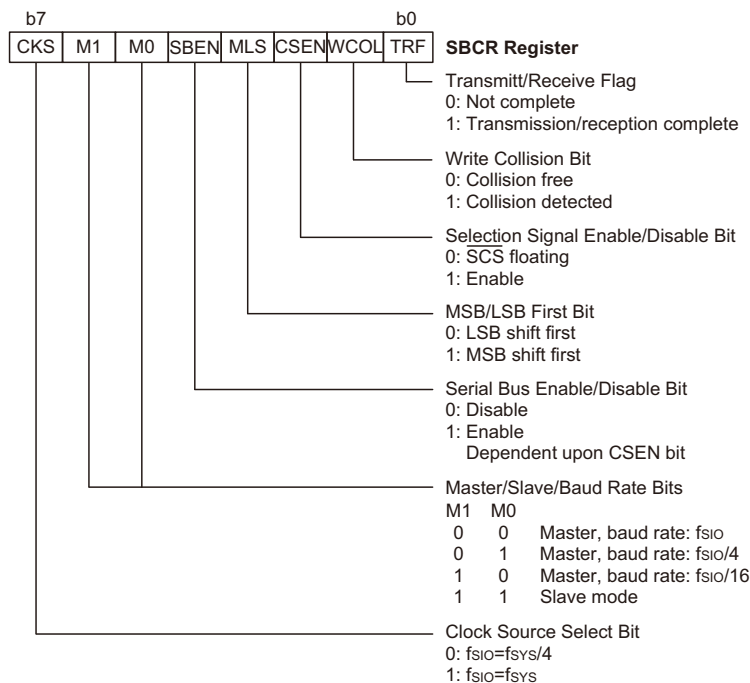 b7 b0
CKS M1 M0 SBEN MLS CSEN WCOL TRF SBCR Register
Transmitt/Receive Flag
0: Not complete
1: Transmission/reception complete
Write Collision Bit
0: Collision free
1: Collision detected
Selection Signal Enable/Disable Bit
0: SCS floating
1: Enable
MSB/LSB First Bit
0: LSB shift first
1: MSB shift first
Serial Bus Enable/Disable Bit
0: Disable
1: Enable
Dependent upon CSEN bit
Master/Slave/Baud Rate Bits
M1 M0
0 0 Master, baud rate: fSIO
0 1 Master, baud rate: fSIO/4
1 0 Master, baud rate: fSIO/16
1 1 Slave mode
Clock Source Select Bit
0: fSIO=fSYS/4
1: fSIO=fSYS